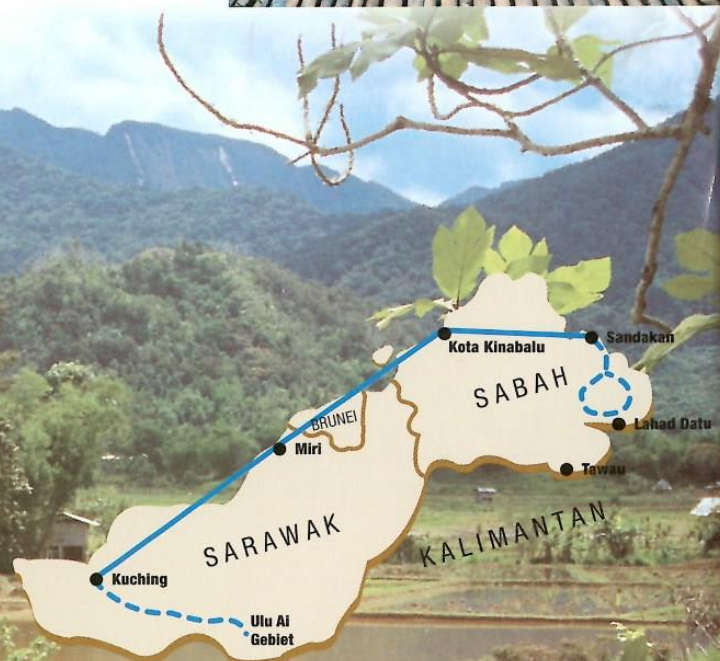 Kota Kinabalu
Sandakan
SABAH
Lahad Datu
BRUNEI
Miri
Tawau
SARAWAK
KALIMANTAN
Kuching
Ulu Ai
Gebiet